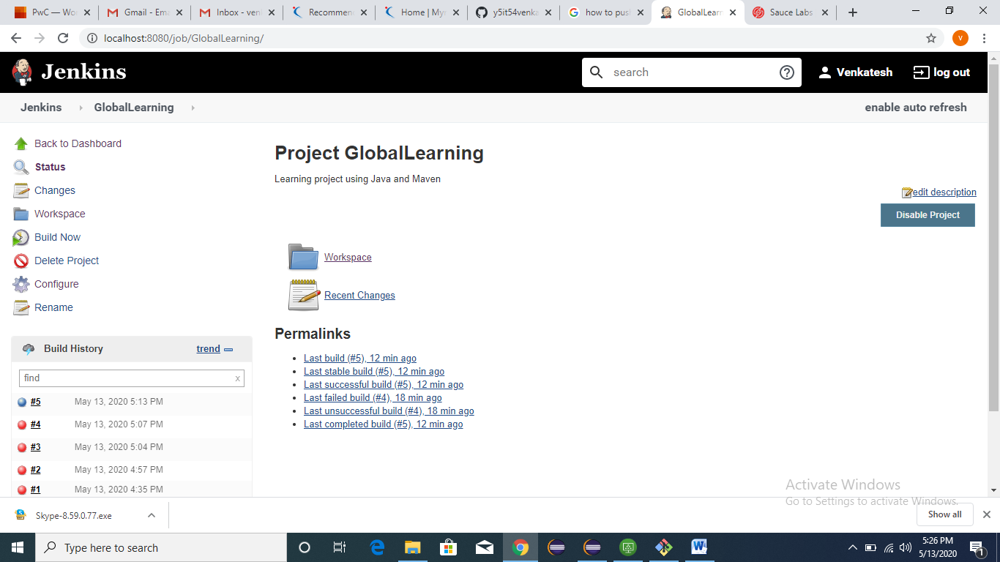 PwC — Wo
Gmail - Ema
Inbox - ven
Recommen
Home | Myn
y5it54venka
how to pus
GlobalLearn
Sauce Labs
localhost:8080/job/GlobalLearning/
V
Jenkins
search
Venkatesh
log out
Jenkins
GlobalLearning
enable auto refresh
Back to Dashboard
Status
Changes
Workspace
Build Now
Delete Project
Configure
Rename
Project GlobalLearning
Learning project using Java and Maven
edit description
Disable Project
Workspace
Recent Changes
Permalinks
Last build (#5), 12 min ago
Last stable build (#5), 12 min ago
Last successful build (#5), 12 min ago
Last failed build (#4), 18 min ago
Last unsuccessful build (#4), 18 min ago
Last completed build (#5), 12 min ago
Build History
trend
find
x
#5 May 13, 2020 5:13 PM
#4 May 13, 2020 5:07 PM
#3 May 13, 2020 5:04 PM
#2 May 13, 2020 4:57 PM
#1 May 13, 2020 4:35 PM
Activate Windows
Go to Settings to activate Windows.
Skype-8.59.0.77.exe
Show all
Type here to search
5:26 PM
5/13/2020
1